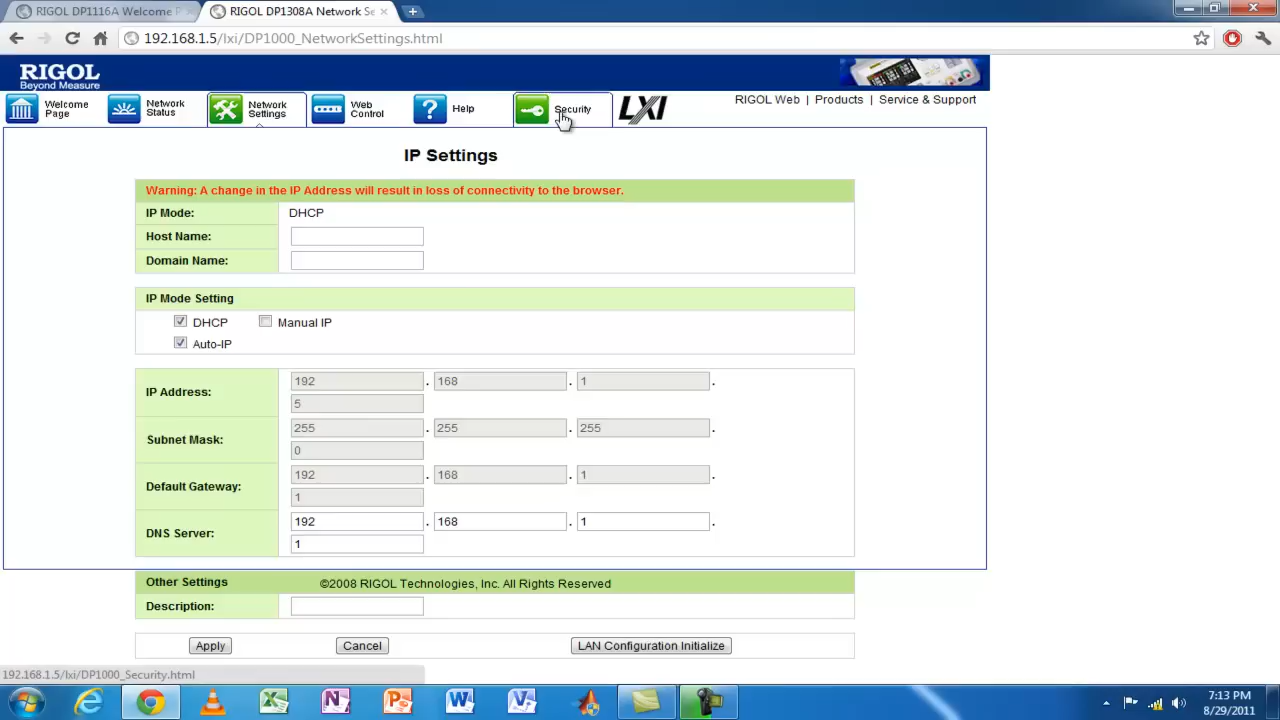 RIGOL DP1116A Welcome P
RIGOL DP1308A Network Se
192.168.1.5/lxi/DP1000_NetworkSettings.html
RIGOL
Beyond Measure
Welcome Page
Network Status
Network Settings
Web Control
Help
Security
LXI
RIGOL Web | Products | Service & Support
IP Settings
Warning: A change in the IP Address will result in loss of connectivity to the browser.
IP Mode: DHCP
Host Name:
Domain Name:
IP Mode Setting
DHCP Manual IP
Auto-IP
IP Address: 192 . 168 . 1 .
5
Subnet Mask: 255 . 255 . 255 .
0
Default Gateway: 192 . 168 . 1 .
1
DNS Server: 192 . 168 . 1 .
1
Other Settings ©2008 RIGOL Technologies, Inc. All Rights Reserved
Description:
Apply Cancel LAN Configuration Initialize
192.168.1.5/lxi/DP1000_Security.html
7:13 PM
8/29/2011